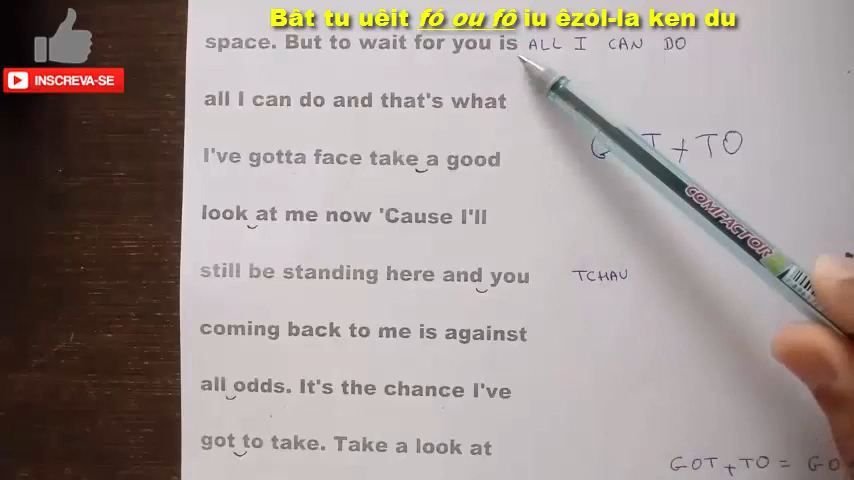 Bât tu uêit fó ou fô iu êzól-la ken du
INSCREVA-SE
space. But to wait for you is ALL I CAN DO
all I can do and that's what
I've gotta face take a good
+ TO
look at me now 'Cause I'll
COMPACTOR
still be standing here and you TCHAU
coming back to me is against
all odds. It's the chance I've
got to take. Take a look at
GOT + TO = GO